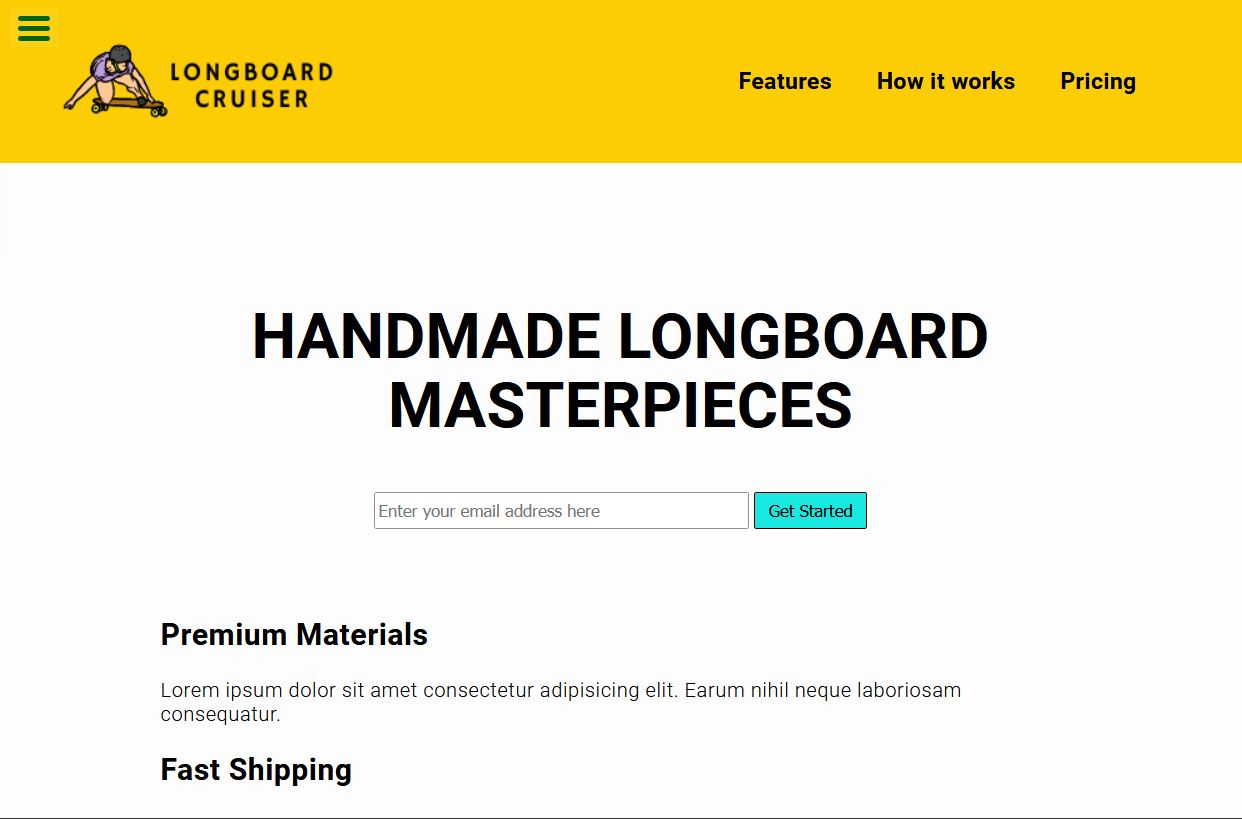 LONGBOARD
CRUISER
Features How it works Pricing
HANDMADE LONGBOARD
MASTERPIECES
Enter your email address here Get Started
Premium Materials
Lorem ipsum dolor sit amet consectetur adipisicing elit. Earum nihil neque laboriosam
consequatur.
Fast Shipping